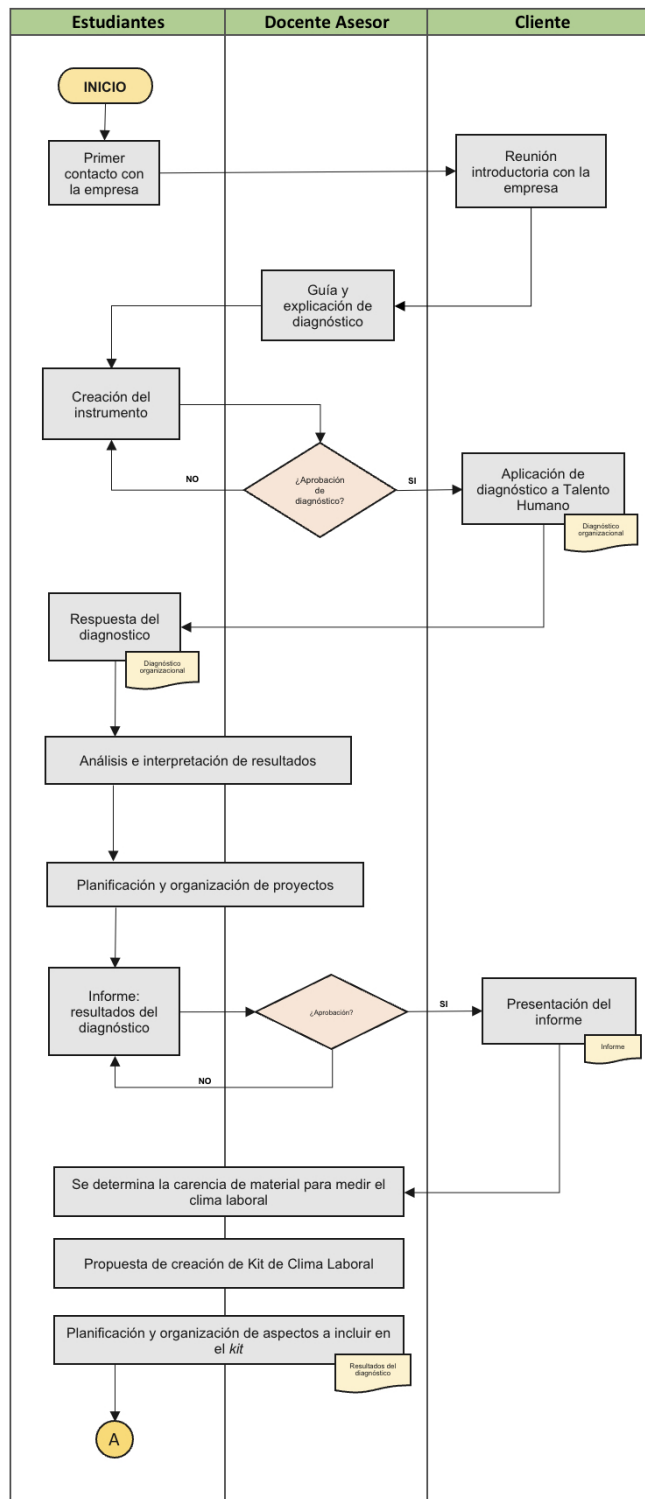 Estudiantes
Docente Asesor
Cliente
INICIO
Primer
contacto con
la empresa
Reunión
introductoria con la
empresa
Guía y
explicación de
diagnóstico
Creación del
instrumento
¿Aprobación
de
diagnóstico?
NO
SI
Aplicación de
diagnóstico a Talento
Humano
Diagnóstico
organizacional
Respuesta del
diagnostico
Diagnóstico
organizacional
Análisis e interpretación de resultados
Planificación y organización de proyectos
Informe:
resultados del
diagnóstico
¿Aprobación?
SI
Presentación del
informe
Informe
NO
Se determina la carencia de material para medir el
clima laboral
Propuesta de creación de Kit de Clima Laboral
Planificación y organización de aspectos a incluir en
el kit
Resultados del
diagnóstico
A